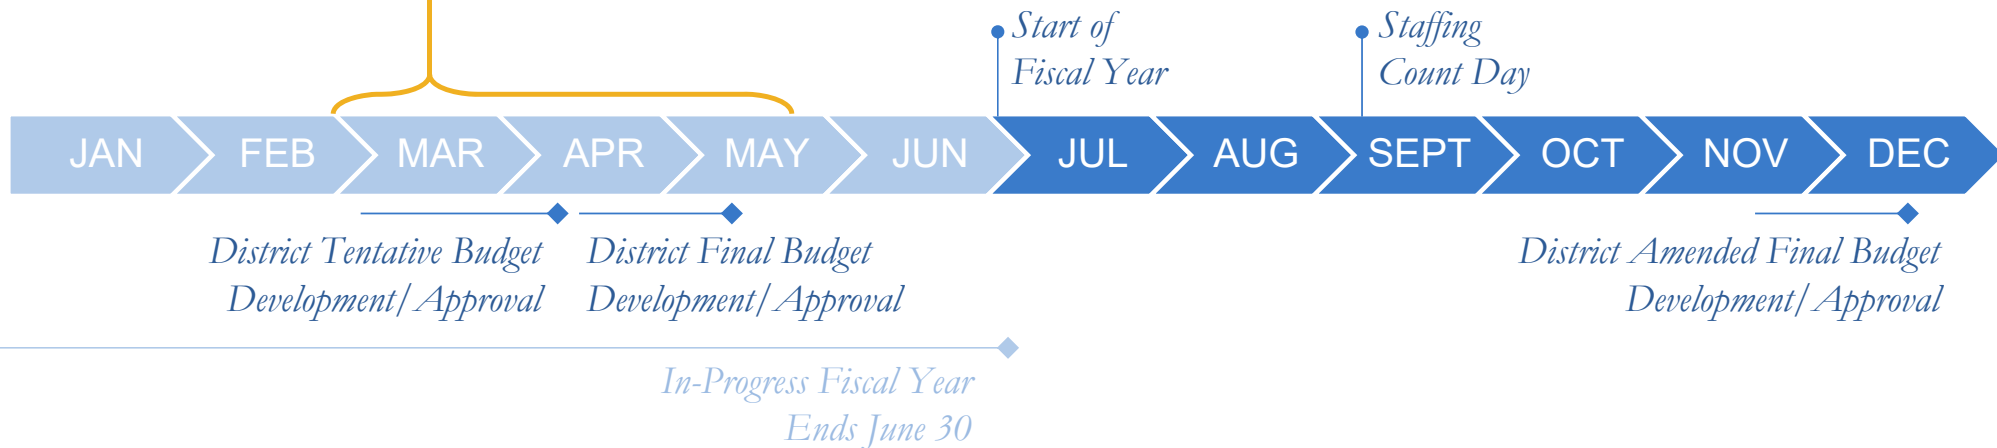 Start of
Fiscal Year
Staffing
Count Day
JAN
FEB
MAR
APR
MAY
JUN
JUL
AUG
SEPT
OCT
NOV
DEC
District Tentative Budget
Development/Approval
District Final Budget
Development/Approval
District Amended Final Budget
Development/Approval
In-Progress Fiscal Year
Ends June 30